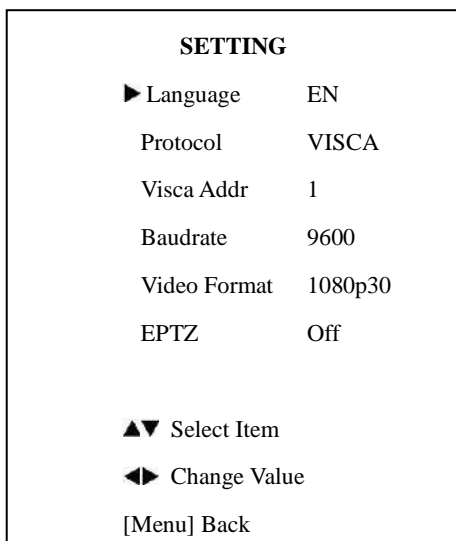 SETTING
▶ Language EN
Protocol VISCA
Visca Addr 1
Baudrate 9600
Video Format 1080p30
EPTZ Off
▲▼ Select Item
◀▶ Change Value
[Menu] Back